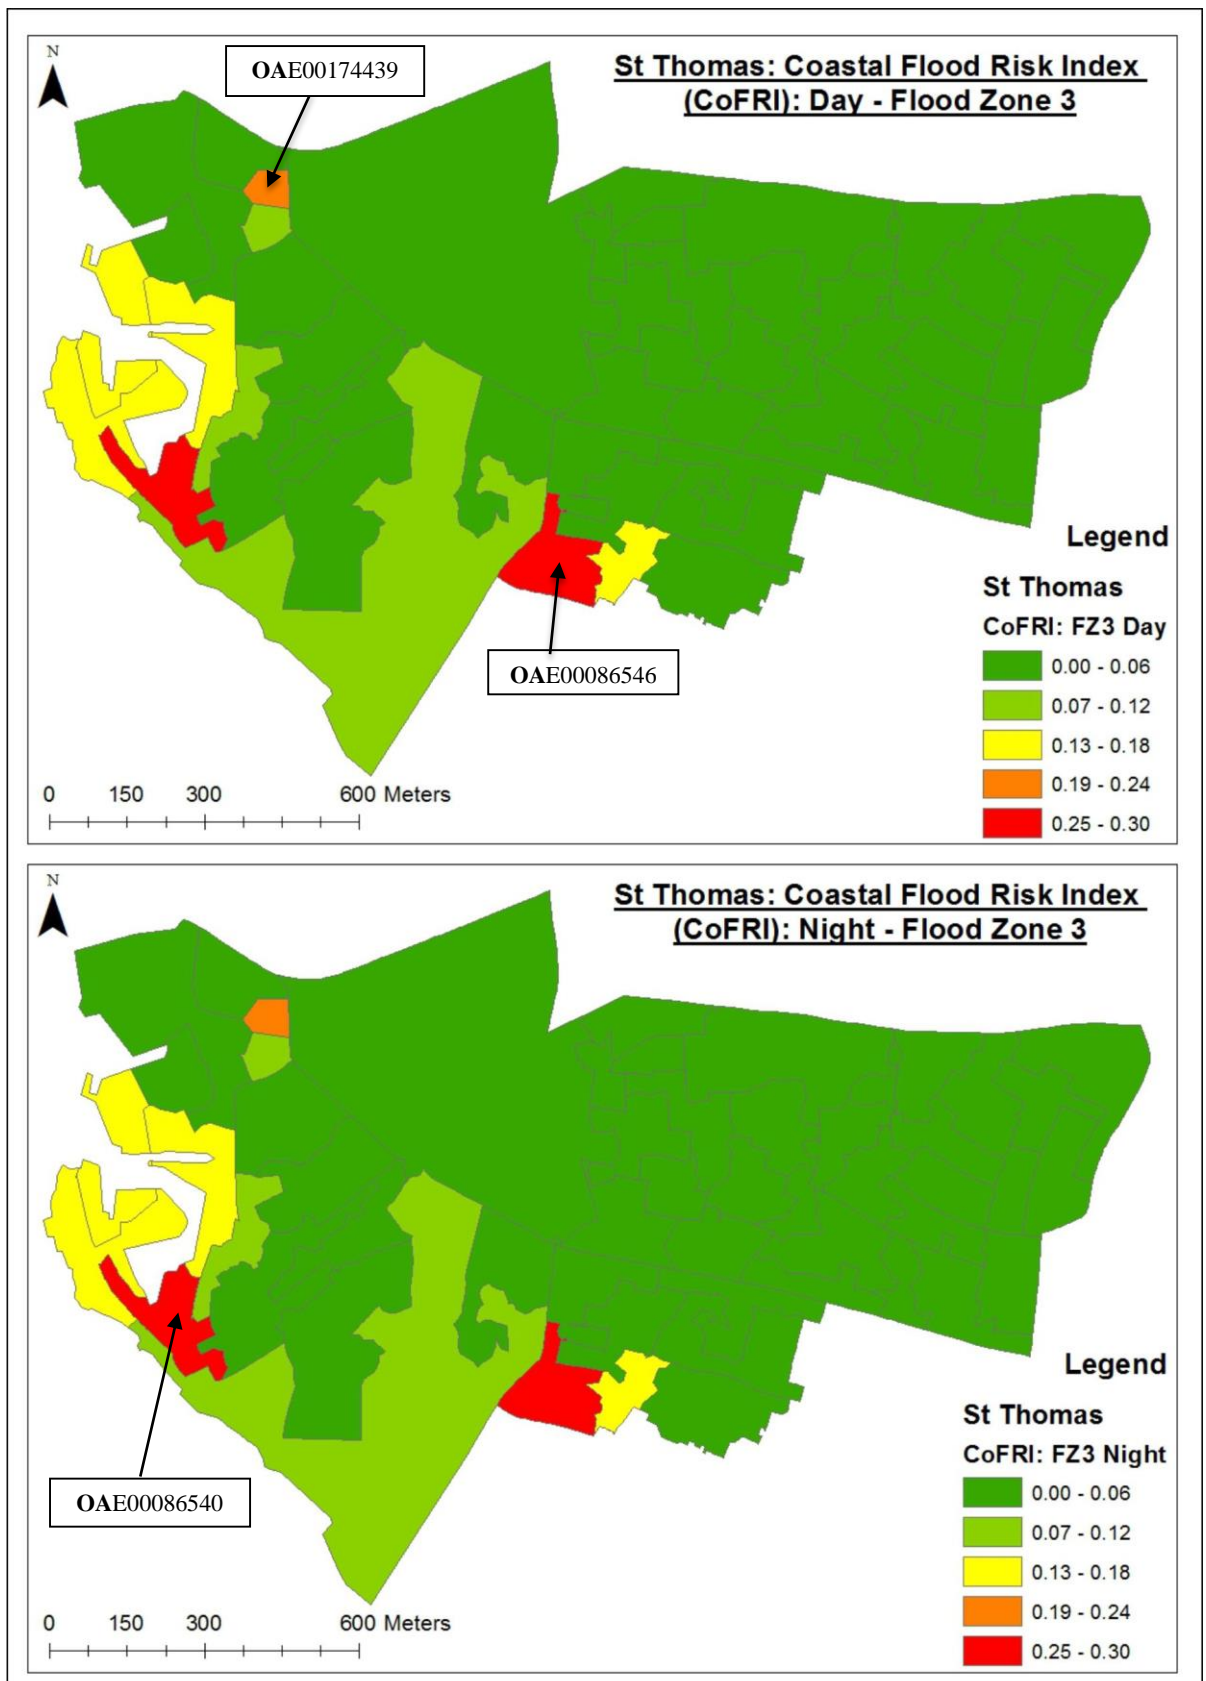 N
OAE00174439
St Thomas: Coastal Flood Risk Index
(CoFRI): Day - Flood Zone 3
OAE00086546
Legend
St Thomas
CoFRI: FZ3 Day
0.00 - 0.06
0.07 - 0.12
0.13 - 0.18
0.19 - 0.24
0.25 - 0.30
0 150 300 600 Meters
N
St Thomas: Coastal Flood Risk Index
(CoFRI): Night - Flood Zone 3
OAE00086540
Legend
St Thomas
CoFRI: FZ3 Night
0.00 - 0.06
0.07 - 0.12
0.13 - 0.18
0.19 - 0.24
0.25 - 0.30
0 150 300 600 Meters